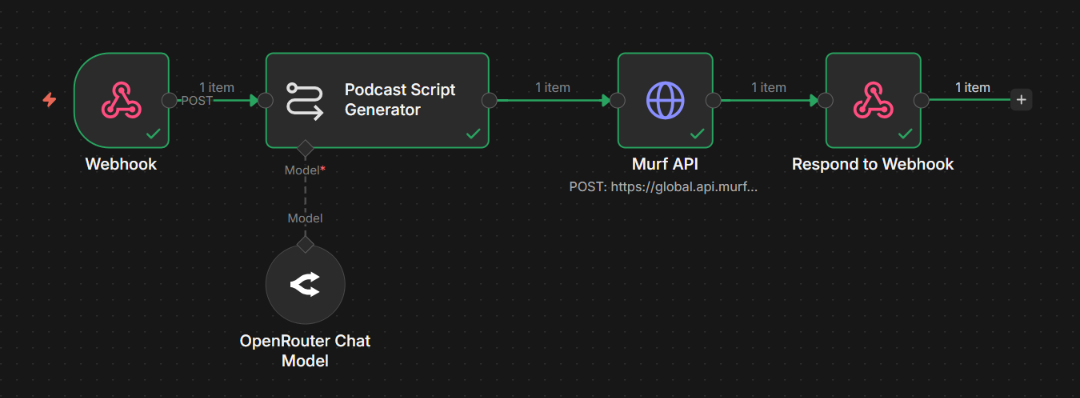 1 item
POST
Podcast Script
Generator
1 item
1 item
1 item
Webhook
Model*
Murf API
Respond to Webhook
POST: https://global.api.murf...
Model
OpenRouter Chat
Model